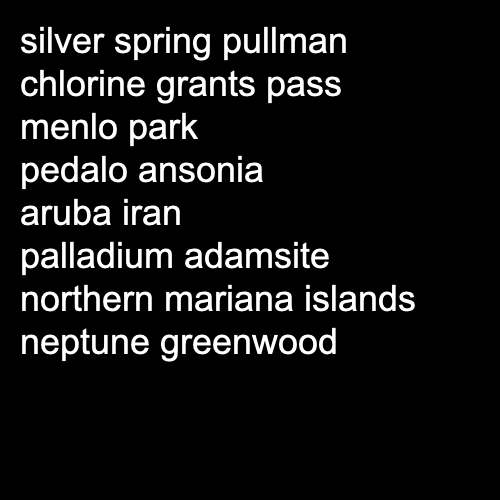 silver spring pullman
chlorine grants pass
menlo park
pedalo ansonia
aruba iran
palladium adamsite
northern mariana islands
neptune greenwood